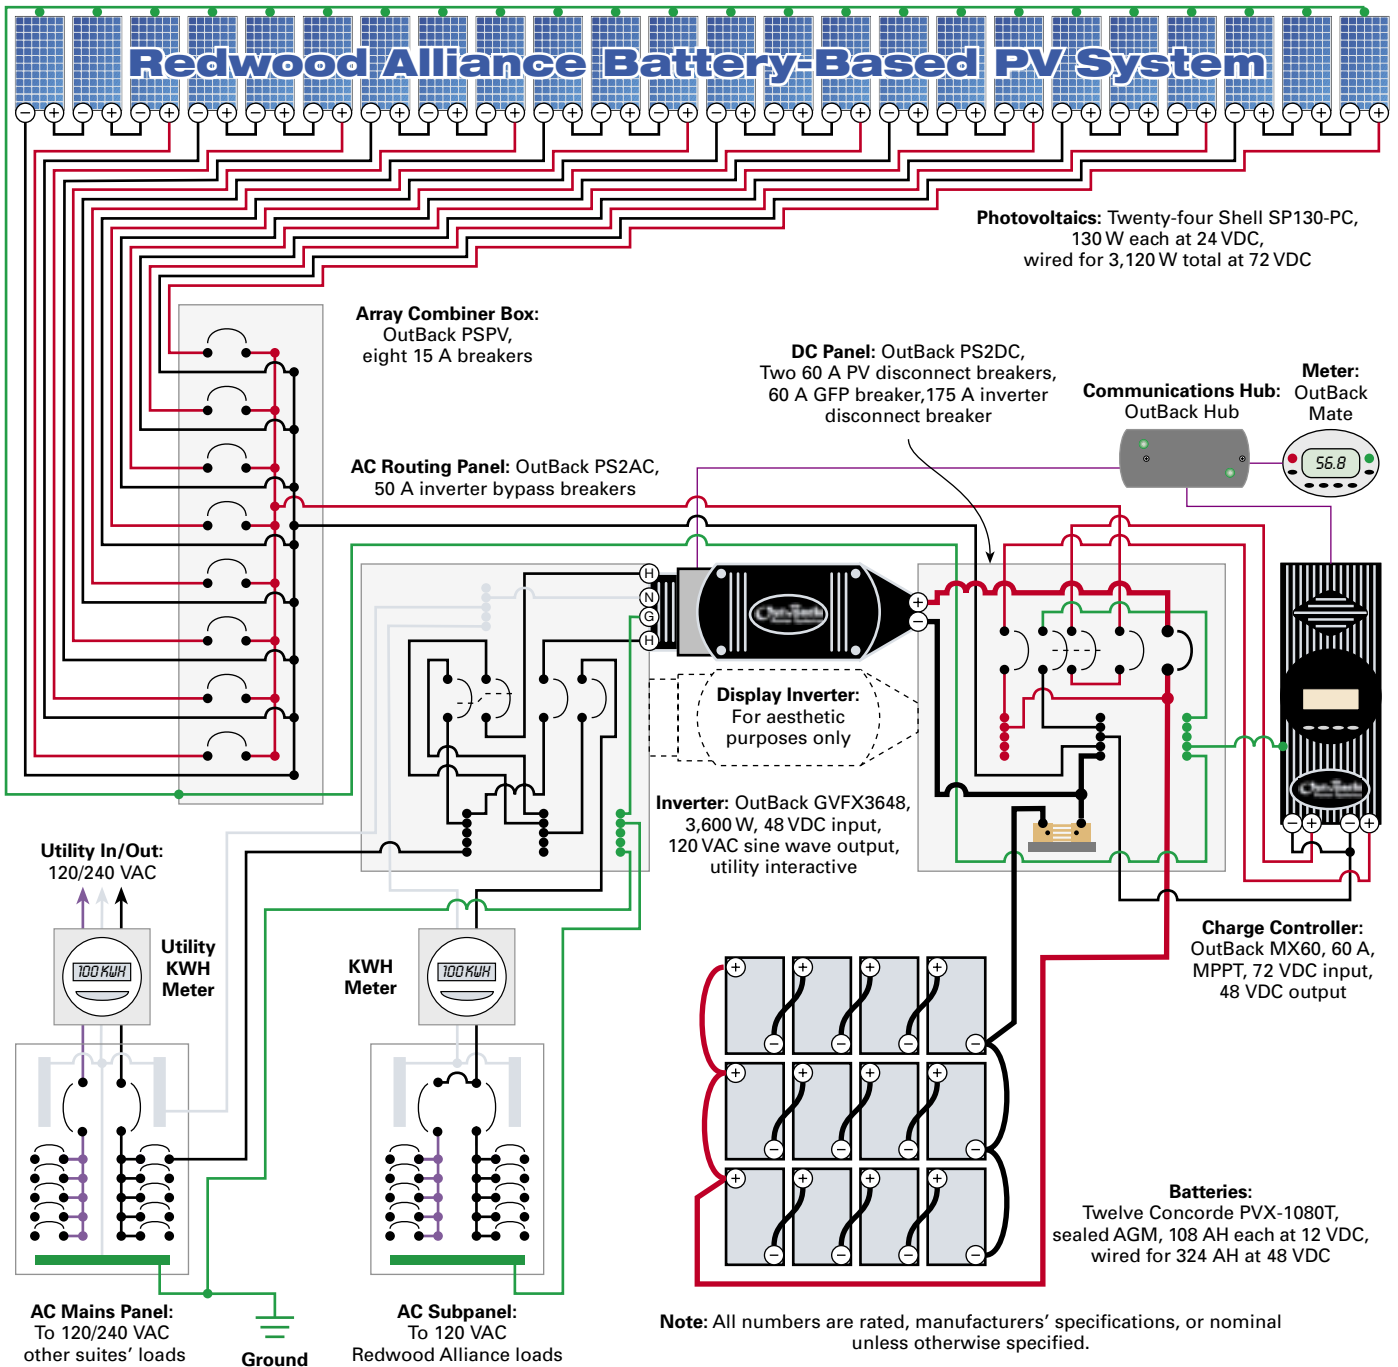 Redwood Alliance Battery-Based PV System
Photovoltaics: Twenty-four Shell SP130-PC,
130 W each at 24 VDC,
wired for 3,120 W total at 72 VDC
Array Combiner Box:
OutBack PSPV,
eight 15 A breakers
DC Panel: OutBack PS2DC,
Two 60 A PV disconnect breakers,
60 A GFP breaker,175 A inverter
disconnect breaker
Communications Hub:
OutBack Hub
Meter:
OutBack
Mate
56.8
AC Routing Panel: OutBack PS2AC,
50 A inverter bypass breakers
H
N
G
H
OutBack
Display Inverter:
For aesthetic
purposes only
Inverter: OutBack GVFX3648,
3,600 W, 48 VDC input,
120 VAC sine wave output,
utility interactive
OutBack
Utility In/Out:
120/240 VAC
Utility
KWH
Meter
100 KWH
KWH
Meter
100 KWH
Charge Controller:
OutBack MX60, 60 A,
MPPT, 72 VDC input,
48 VDC output
Batteries:
Twelve Concorde PVX-1080T,
sealed AGM, 108 AH each at 12 VDC,
wired for 324 AH at 48 VDC
AC Mains Panel:
To 120/240 VAC
other suites' loads
Ground
AC Subpanel:
To 120 VAC
Redwood Alliance loads
Note: All numbers are rated, manufacturers' specifications, or nominal
unless otherwise specified.